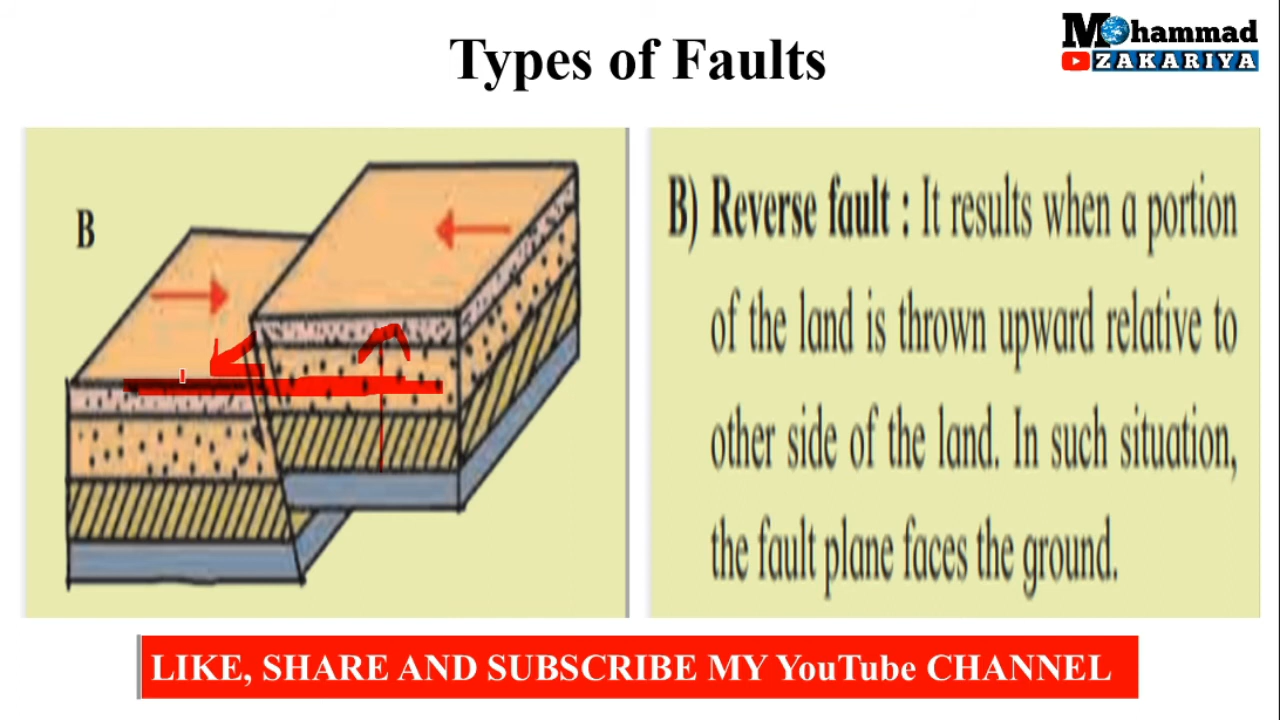 Types of Faults
Mohammad
ZAKARIYA
B
B) Reverse fault : It results when a portion
of the land is thrown upward relative to
other side of the land. In such situation,
the fault plane faces the ground.
LIKE, SHARE AND SUBSCRIBE MY YouTube CHANNEL